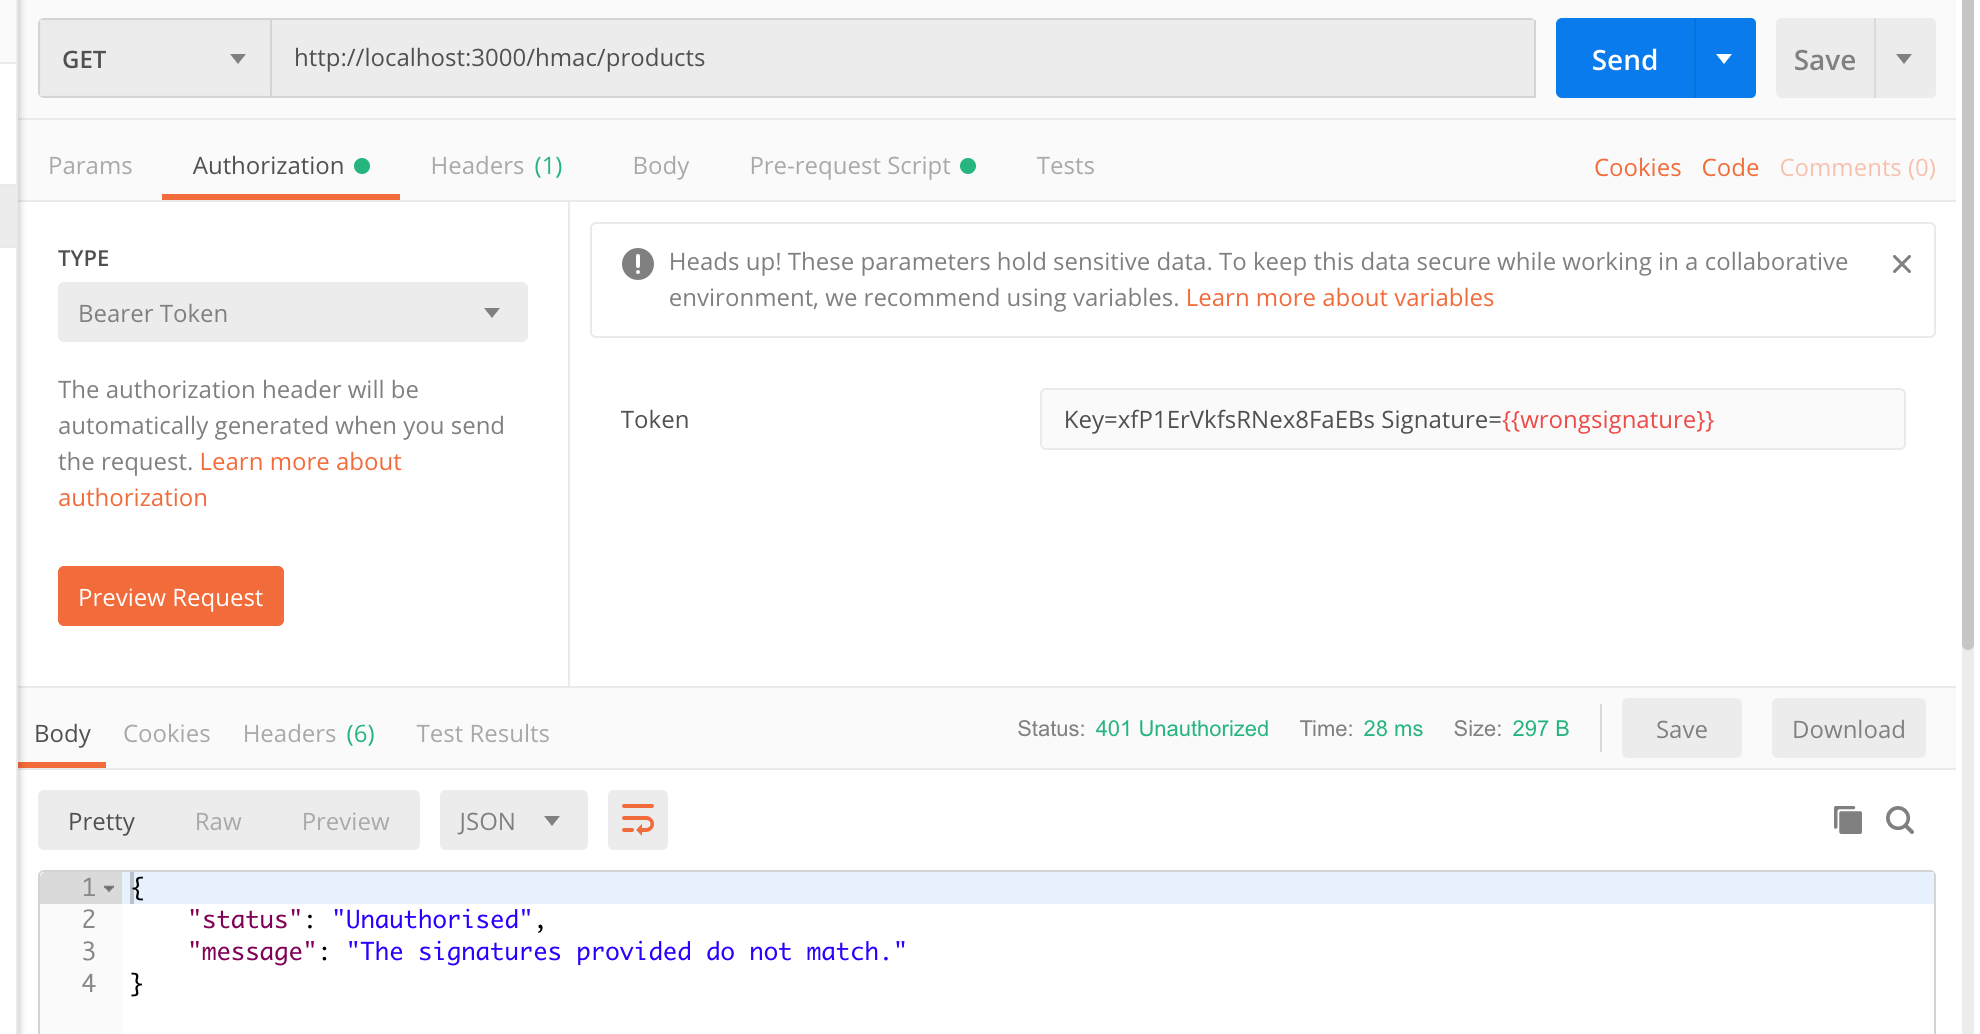 GET http://localhost:3000/hmac/products Send Save
Params Authorization Headers (1) Body Pre-request Script Tests Cookies Code Comments (0)
TYPE
Bearer Token
The authorization header will be
automatically generated when you send
the request. Learn more about
authorization
Preview Request
Heads up! These parameters hold sensitive data. To keep this data secure while working in a collaborative
environment, we recommend using variables. Learn more about variables
Token Key=xfP1ErVkfsRNex8FaEBs Signature={{wrongsignature}}
Body Cookies Headers (6) Test Results Status: 401 Unauthorized Time: 28 ms Size: 297 B Save Download
Pretty Raw Preview JSON
1 {
2 "status": "Unauthorised",
3 "message": "The signatures provided do not match."
4 }